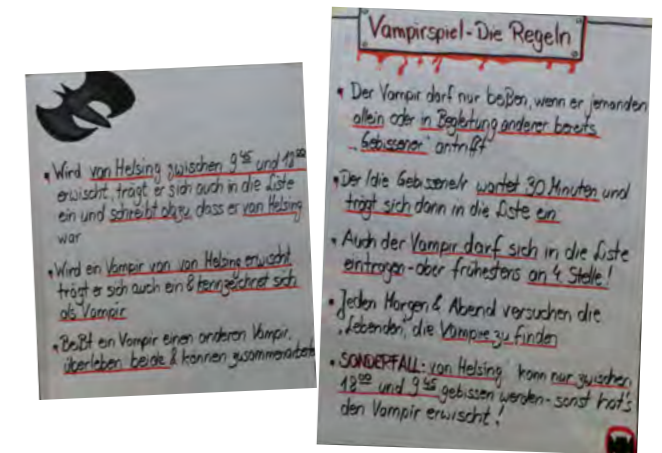 Wird van Helsing zwischen 9⁴⁵ und 18⁰⁰
erwischt, trägt er sich auch in die Liste
ein und schreibt dazu, dass er van Helsing
war
Wird ein Vampir von van Helsing erwischt
trägt er sich auch ein & kennzeichnet sich
als Vampir
Beißt ein Vampir einen anderen Vampir,
überleben beide & können zusammenarbeiten
Vampirspiel - Die Regeln
Der Vampir darf nur beißen, wenn er jemanden
allein oder in Begleitung anderer bereits
"Gebissener" antrifft
Der/die Gebissene/r wartet 30 Minuten und
trägt sich dann in die Liste ein
Auch der Vampir darf sich in die Liste
eintragen - aber frühestens an 4. Stelle!
Jeden Morgen & Abend versuchen die
Lebenden, die Vampire zu finden
SONDERFALL: van Helsing kann nur zwischen
18⁰⁰ und 9⁴⁵ gebissen werden - sonst hat's
den Vampir erwischt!